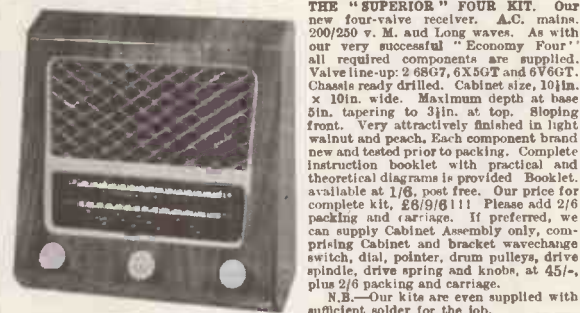 THE "SUPERIOR" FOUR KIT. Our
new four-valve receiver. A.C. mains.
200/250 v. M. and Long waves. As with
our very successful "Economy Four"
all required components are supplied.
Valve line-up: 2 6SG7, 6X5GT and 6V6GT.
Chassis ready drilled. Cabinet size, 10½in.
× 10in. wide. Maximum depth at base
5in. tapering to 3½in. at top. Sloping
front. Very attractively finished in light
walnut and peach. Each component brand
new and tested prior to packing. Complete
instruction booklet with practical and
theoretical diagrams is provided Booklet.
available at 1/6, post free. Our price for
complete kit, £6/9/6!!! Please add 2/6
packing and carriage. If preferred, we
can supply Cabinet Assembly only, com-
prising Cabinet and bracket wavechange
switch, dial, pointer, drum pulleys, drive
spindle, drive spring and knobs, at 45/-,
plus 2/6 packing and carriage.
N.B.—Our kits are even supplied with
sufficient solder for the job.